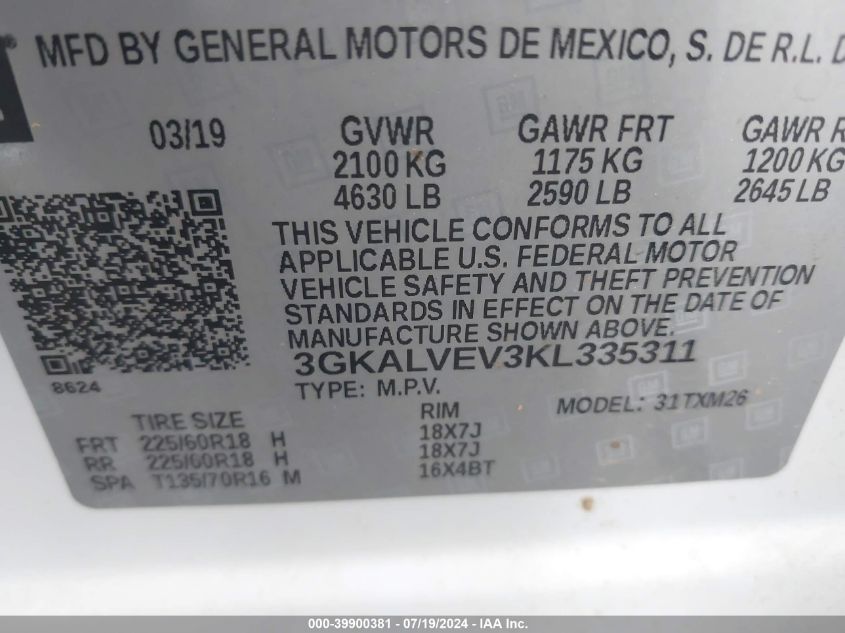 MFD BY GENERAL MOTORS DE MEXICO, S. DE R.L. D
03/19 GVWR GAWR FRT GAWR R
2100 KG 1175 KG 1200 KG
4630 LB 2590 LB 2645 LB
THIS VEHICLE CONFORMS TO ALL
APPLICABLE U.S. FEDERAL MOTOR
VEHICLE SAFETY AND THEFT PREVENTION
STANDARDS IN EFFECT ON THE DATE OF
MANUFACTURE SHOWN ABOVE.
3GKALVEV3KL335311
8624
TYPE: M.P.V. MODEL: 31TXM26
TIRE SIZE RIM
FRT 225/60R18 H 18X7J
RR 225/60R18 H 18X7J
SPA T135/70R16 M 16X4BT
000-39900381 - 07/19/2024 - IAA Inc.